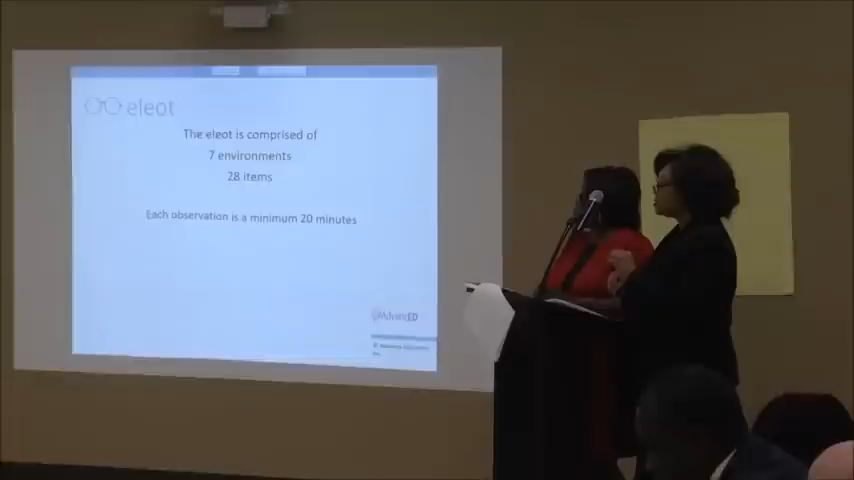 eleot
The eleot is comprised of
7 environments
28 items
Each observation is a minimum 20 minutes
AdvancED